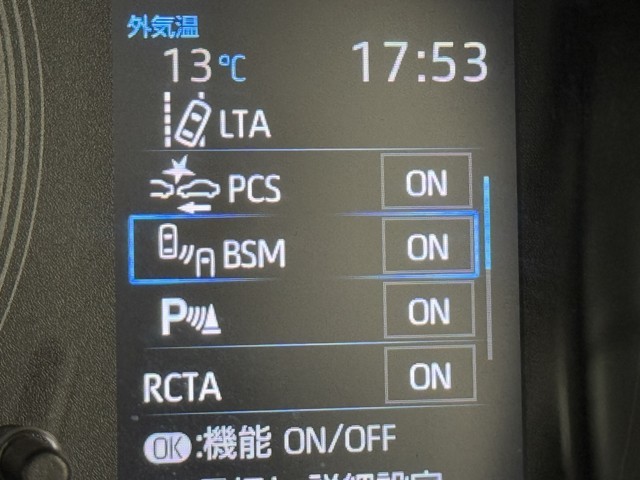 外気温
13℃ 17:53
LTA
PCS ON
BSM ON
P ON
RCTA ON
OK:機能 ON/OFF